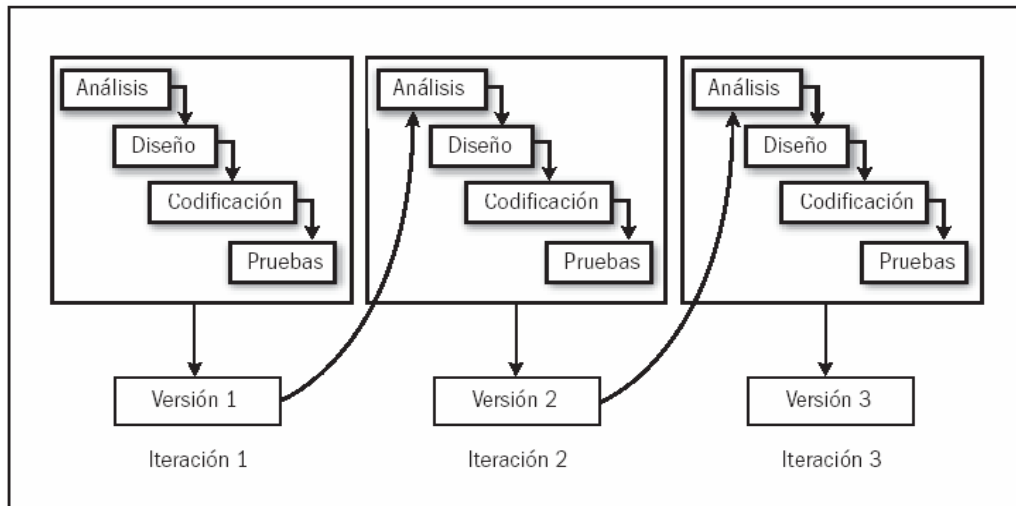 Análisis
Diseño
Codificación
Pruebas
Versión 1
Iteración 1
Análisis
Diseño
Codificación
Pruebas
Versión 2
Iteración 2
Análisis
Diseño
Codificación
Pruebas
Versión 3
Iteración 3